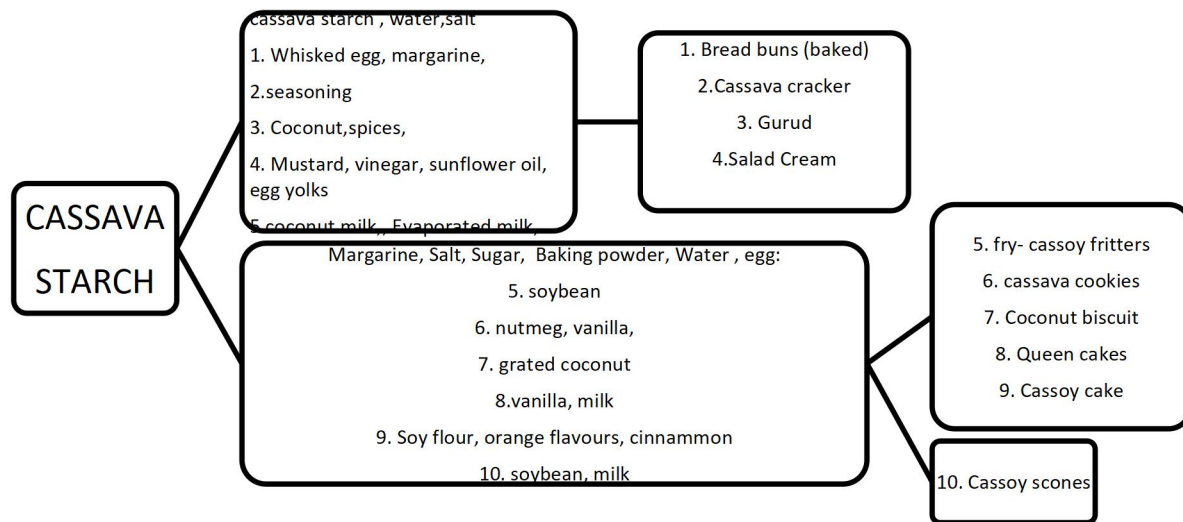 CASSAVA
STARCH
cassava starch , water,salt
1. Whisked egg, margarine,
2.seasoning
3. Coconut,spices,
4. Mustard, vinegar, sunflower oil,
egg yolks
5.coconut milk,, Evaporated milk,
1. Bread buns (baked)
2.Cassava cracker
3. Gurud
4.Salad Cream
Margarine, Salt, Sugar, Baking powder, Water , egg:
5. soybean
6. nutmeg, vanilla,
7. grated coconut
8.vanilla, milk
9. Soy flour, orange flavours, cinnammon
10. soybean, milk
5. fry- cassoy fritters
6. cassava cookies
7. Coconut biscuit
8. Queen cakes
9. Cassoy cake
10. Cassoy scones